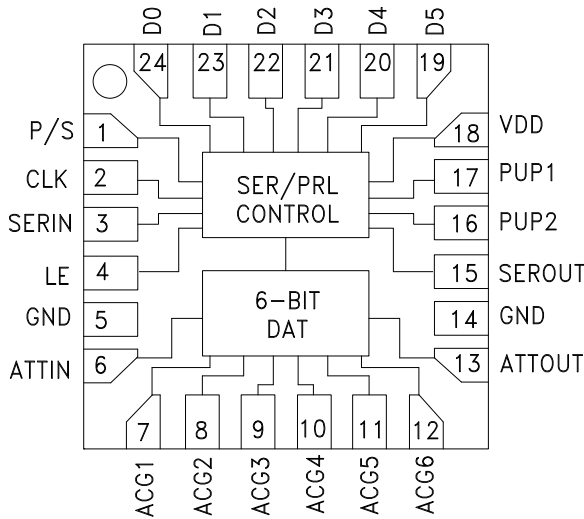 D0 D1 D2 D3 D4 D5
24 23 22 21 20 19
P/S 1
18 VDD
CLK 2
17 PUP1
SERIN 3
16 PUP2
LE 4
15 SEROUT
GND 5
14 GND
ATTIN 6
13 ATTOUT
SER/PRL
CONTROL
6-BIT
DAT
7 8 9 10 11 12
ACG1 ACG2 ACG3 ACG4 ACG5 ACG6